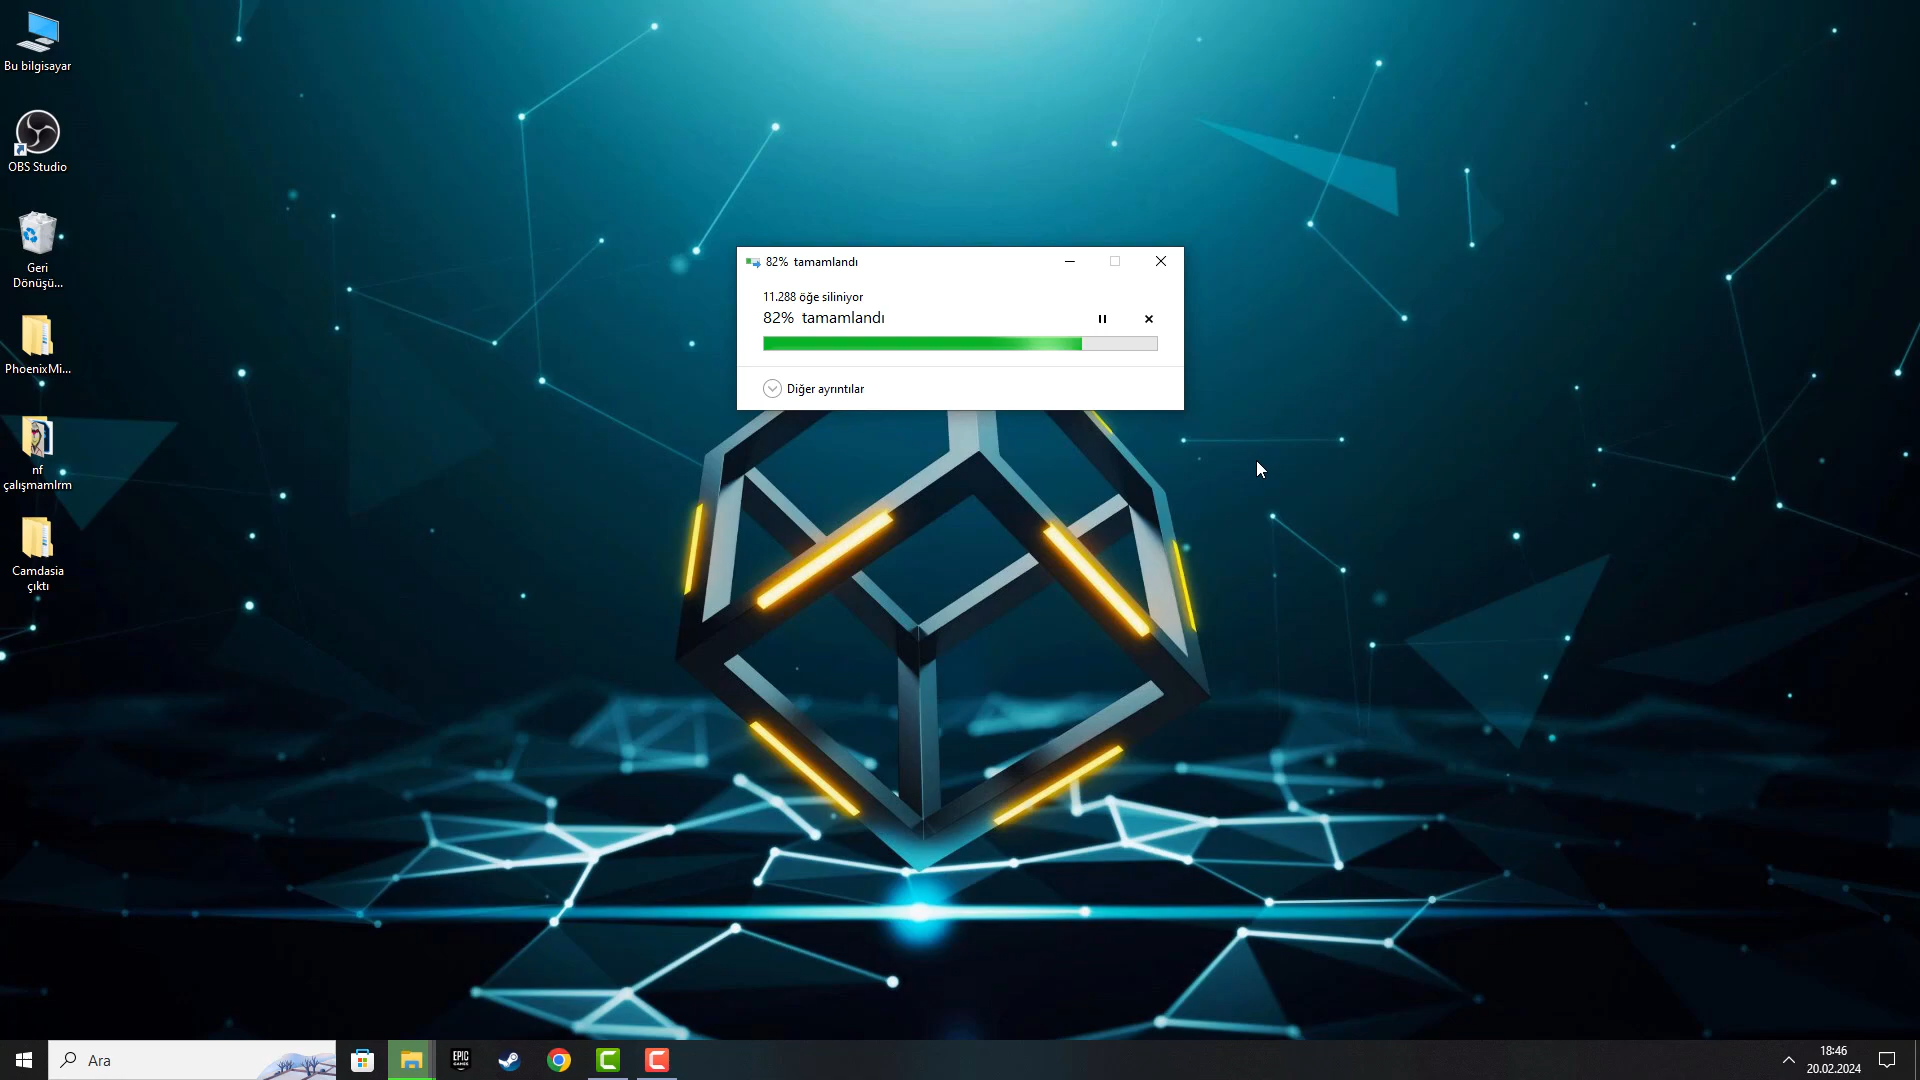 Bu bilgisayar
OBS Studio
Geri
Dönüşü...
PhoenixMi...
nf
çalışmamlrm
Camdasia
çıktı
82% tamamlandı
11.288 öğe siliniyor
82% tamamlandı
Diğer ayrıntılar
Ara
EPIC
GAMES
18:46
20.02.2024